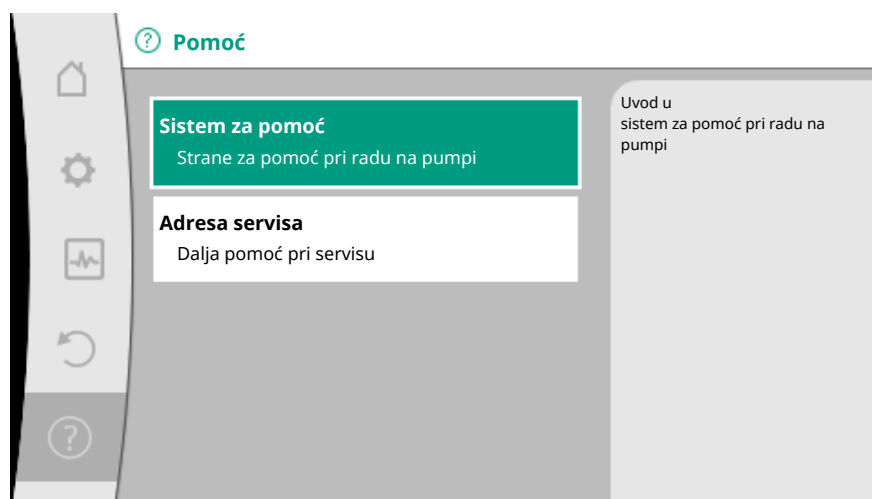 Pomoć
Sistem za pomoć
Strane za pomoć pri radu na pumpi
Adresa servisa
Dalja pomoć pri servisu
Uvod u
sistem za pomoć pri radu na
pumpi